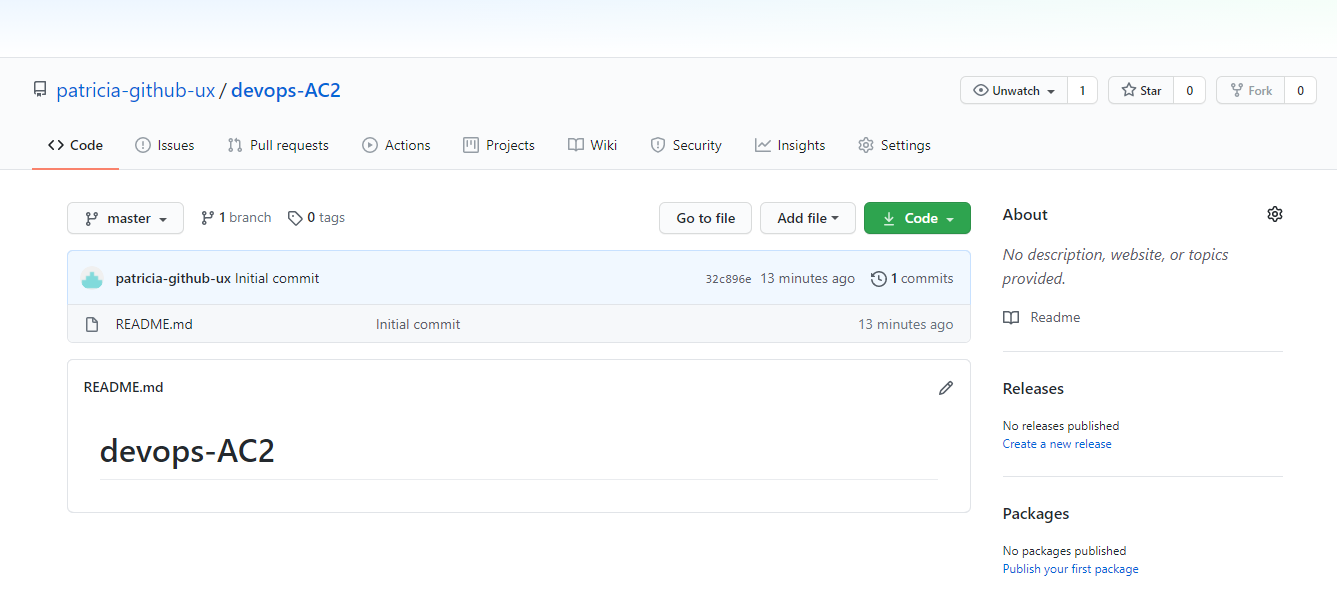 patricia-github-ux / devops-AC2
Unwatch 1 Star 0 Fork 0
Code Issues Pull requests Actions Projects Wiki Security Insights Settings
master 1 branch 0 tags Go to file Add file Code
patricia-github-ux Initial commit 32c896e 13 minutes ago 1 commits
README.md Initial commit 13 minutes ago
README.md
devops-AC2
About
No description, website, or topics
provided.
Readme
Releases
No releases published
Create a new release
Packages
No packages published
Publish your first package